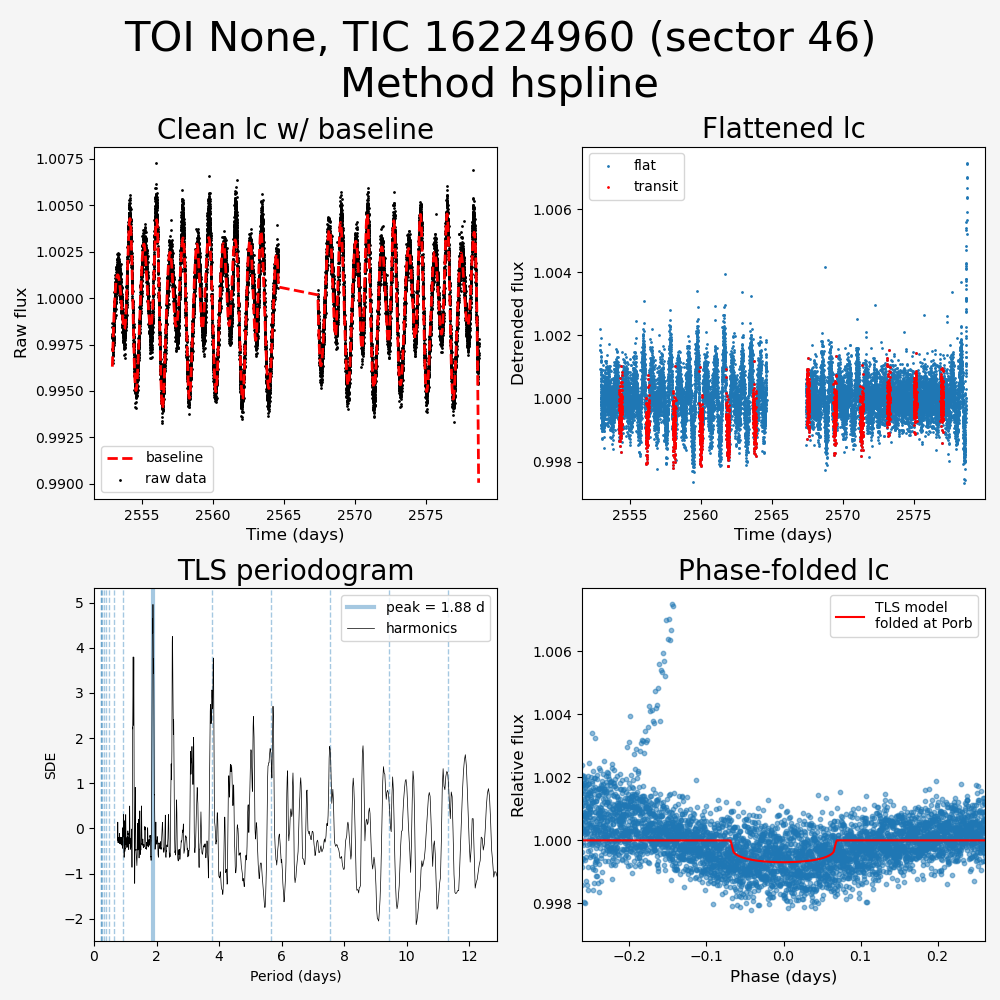 TOI None, TIC 16224960 (sector 46)
Method hspline
Clean lc w/ baseline
Raw flux
1.0075
1.0050
1.0025
1.0000
0.9975
0.9950
0.9925
0.9900
baseline
raw data
2555
2560
2565
2570
2575
Time (days)
Flattened lc
Detrended flux
1.006
1.004
1.002
1.000
0.998
flat
transit
2555
2560
2565
2570
2575
Time (days)
TLS periodogram
SDE
5
4
3
2
1
0
−1
−2
peak = 1.88 d
harmonics
0
2
4
6
8
10
12
Period (days)
Phase-folded lc
Relative flux
1.006
1.004
1.002
1.000
0.998
TLS model
folded at Porb
−0.2
−0.1
0.0
0.1
0.2
Phase (days)